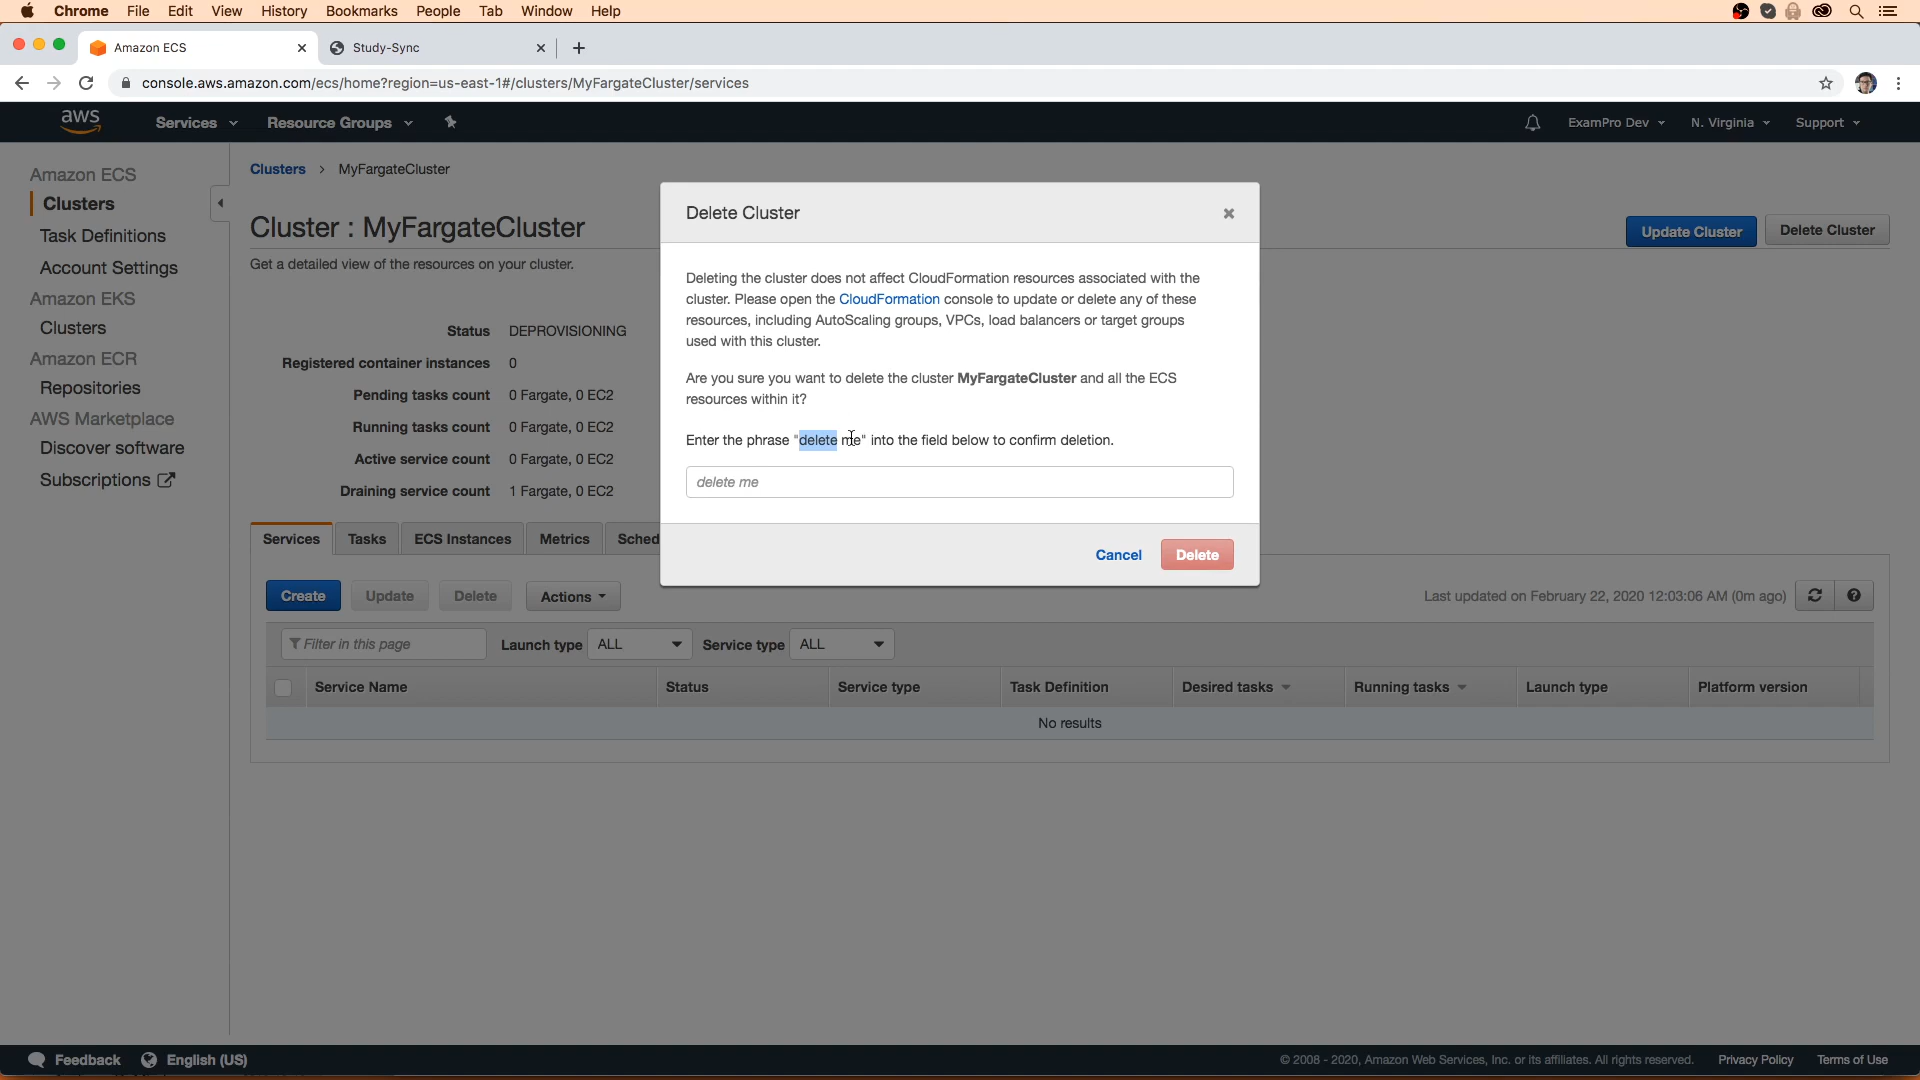 Chrome File Edit View History Bookmarks People Tab Window Help
Amazon ECS
Study-Sync
console.aws.amazon.com/ecs/home?region=us-east-1#/clusters/MyFargateCluster/services
aws Services Resource Groups ExamPro Dev N. Virginia Support
Amazon ECS
Clusters
Task Definitions
Account Settings
Amazon EKS
Clusters
Amazon ECR
Repositories
AWS Marketplace
Discover software
Subscriptions
Clusters > MyFargateCluster
Cluster : MyFargateCluster
Update Cluster
Delete Cluster
Get a detailed view of the resources on your cluster.
Status DEPROVISIONING
Registered container instances 0
Pending tasks count 0 Fargate, 0 EC2
Running tasks count 0 Fargate, 0 EC2
Active service count 0 Fargate, 0 EC2
Draining service count 1 Fargate, 0 EC2
Delete Cluster
Deleting the cluster does not affect CloudFormation resources associated with the
cluster. Please open the CloudFormation console to update or delete any of these
resources, including AutoScaling groups, VPCs, load balancers or target groups
used with this cluster.
Are you sure you want to delete the cluster MyFargateCluster and all the ECS
resources within it?
Enter the phrase "delete me" into the field below to confirm deletion.
delete me
Cancel Delete
Services Tasks ECS Instances Metrics Sched
Create Update Delete Actions
Last updated on February 22, 2020 12:03:06 AM (0m ago)
Filter in this page Launch type ALL Service type ALL
Service Name Status Service type Task Definition Desired tasks Running tasks Launch type Platform version
No results
Feedback English (US)
© 2008 - 2020, Amazon Web Services, Inc. or its affiliates. All rights reserved. Privacy Policy Terms of Use